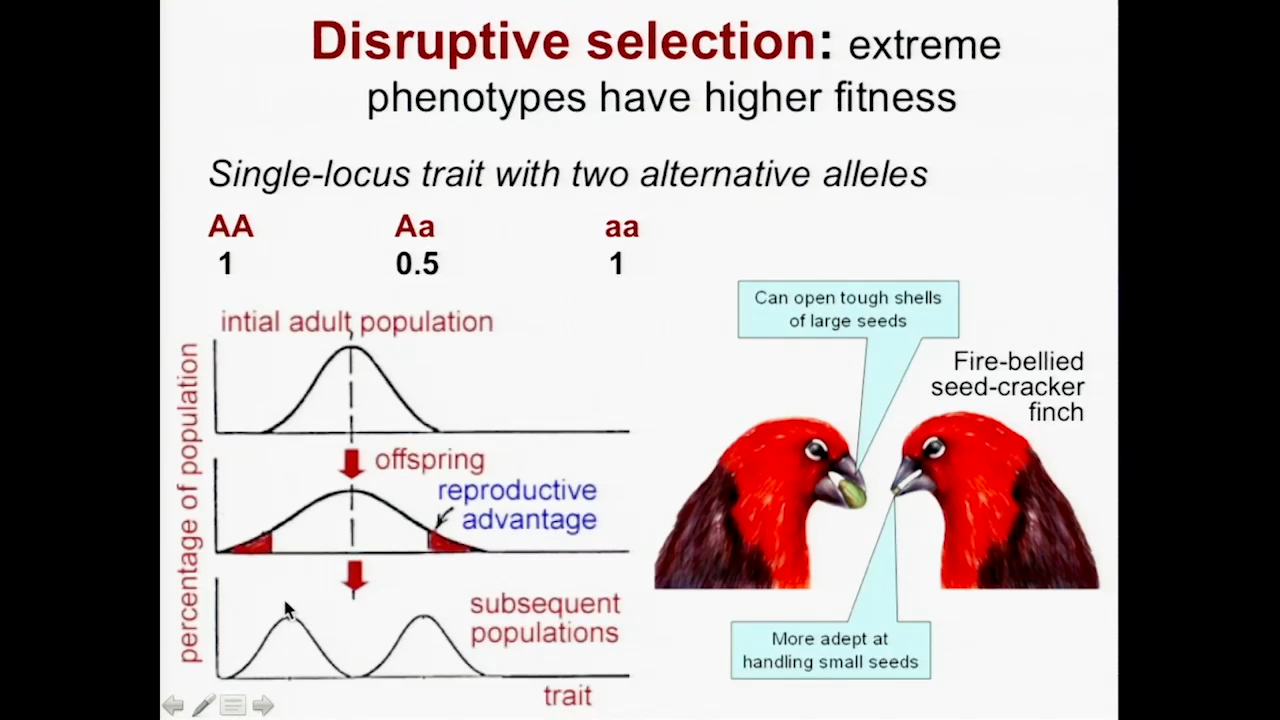 Disruptive selection: extreme
phenotypes have higher fitness
Single-locus trait with two alternative alleles
AA Aa aa
1 0.5 1
intial adult population
percentage of population
offspring
reproductive
advantage
subsequent
populations
trait
Can open tough shells
of large seeds
Fire-bellied
seed-cracker
finch
More adept at
handling small seeds